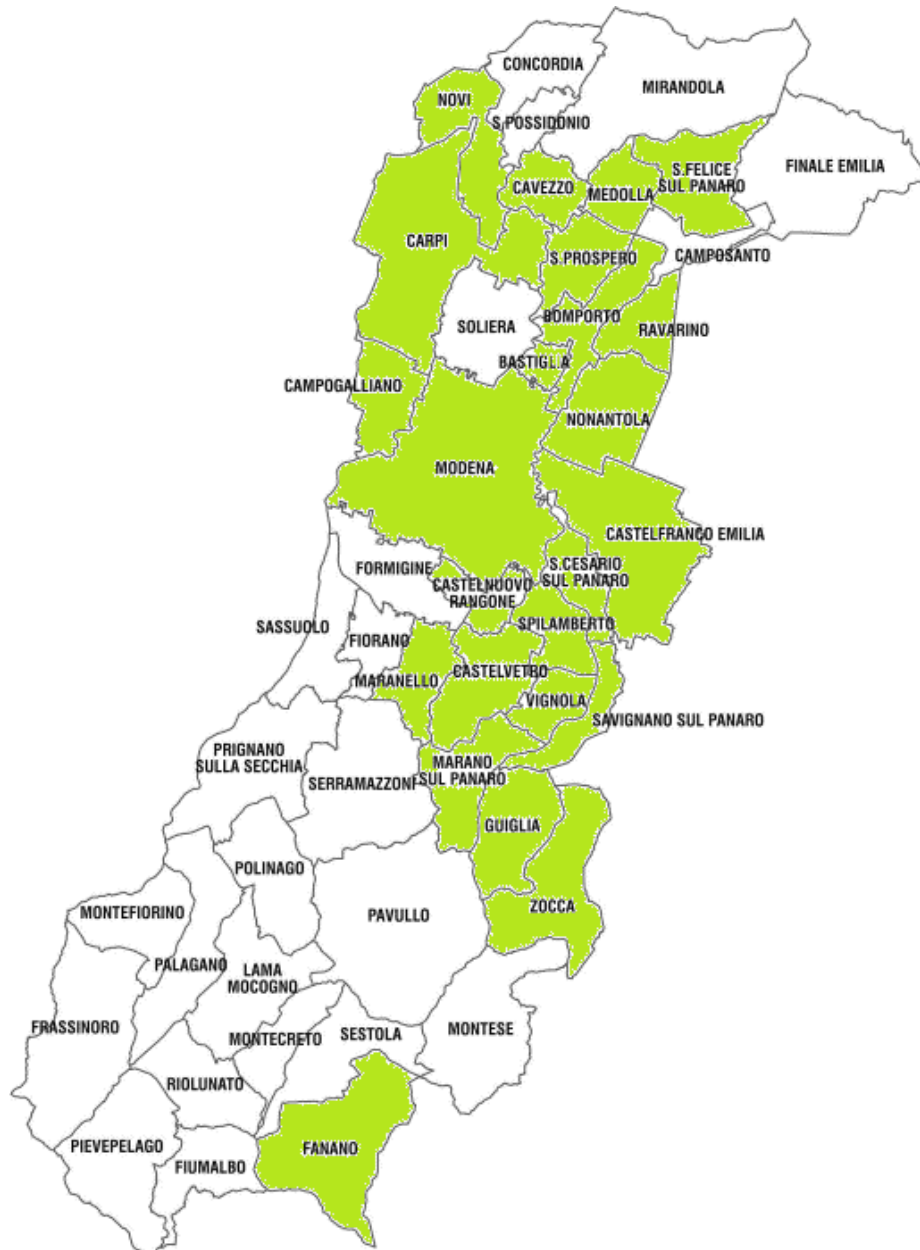 CONCORDIA
MIRANDOLA
NOVI
S.POSSIDONIO
FINALE EMILIA
S.FELICE
SUL PANARO
CAVEZZO
MEDOLLA
CARPI
CAMPOSANTO
S.PROSPERO
BOMPORTO
SOLIERA
RAVARINO
BASTIGLIA
CAMPOGALLIANO
NONANTOLA
MODENA
CASTELFRANCO EMILIA
FORMIGINE
S.CESARIO
SUL PANARO
CASTELNUOVO
RANGONE
SASSUOLO
FIORANO
SPILAMBERTO
MARANELLO
CASTELVETRO
VIGNOLA
SAVIGNANO SUL PANARO
PRIGNANO
SULLA SECCHIA
MARANO
SUL PANARO
SERRAMAZZONI
GUIGLIA
POLINAGO
ZOCCA
MONTEFIORINO
PAVULLO
PALAGANO
LAMA
MOCOGNO
FRASSINORO
MONTECRETO
SESTOLA
MONTESE
RIOLUNATO
PIEVEPELAGO
FIUMALBO
FANANO